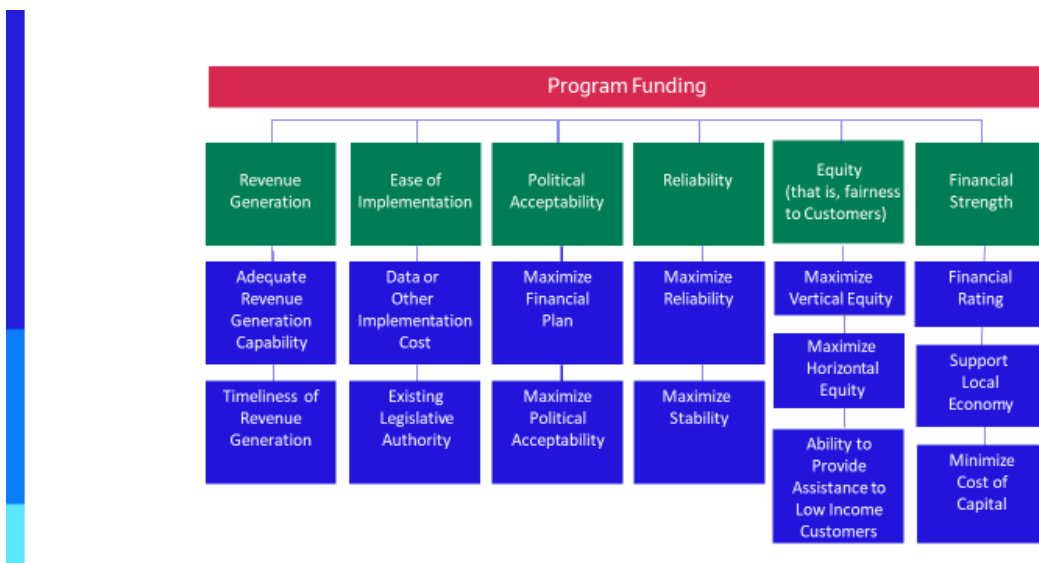 Program Funding
Revenue
Generation
Ease of
Implementation
Political
Acceptability
Reliability
Equity
(that is, fairness
to Customers)
Financial
Strength
Adequate
Revenue
Generation
Capability
Data or
Other
Implementation
Cost
Maximize
Financial
Plan
Maximize
Reliability
Maximize
Vertical Equity
Financial
Rating
Maximize
Horizontal
Equity
Support
Local
Economy
Timeliness of
Revenue
Generation
Existing
Legislative
Authority
Maximize
Political
Acceptability
Maximize
Stability
Ability to
Provide
Assistance to
Low Income
Customers
Minimize
Cost of
Capital